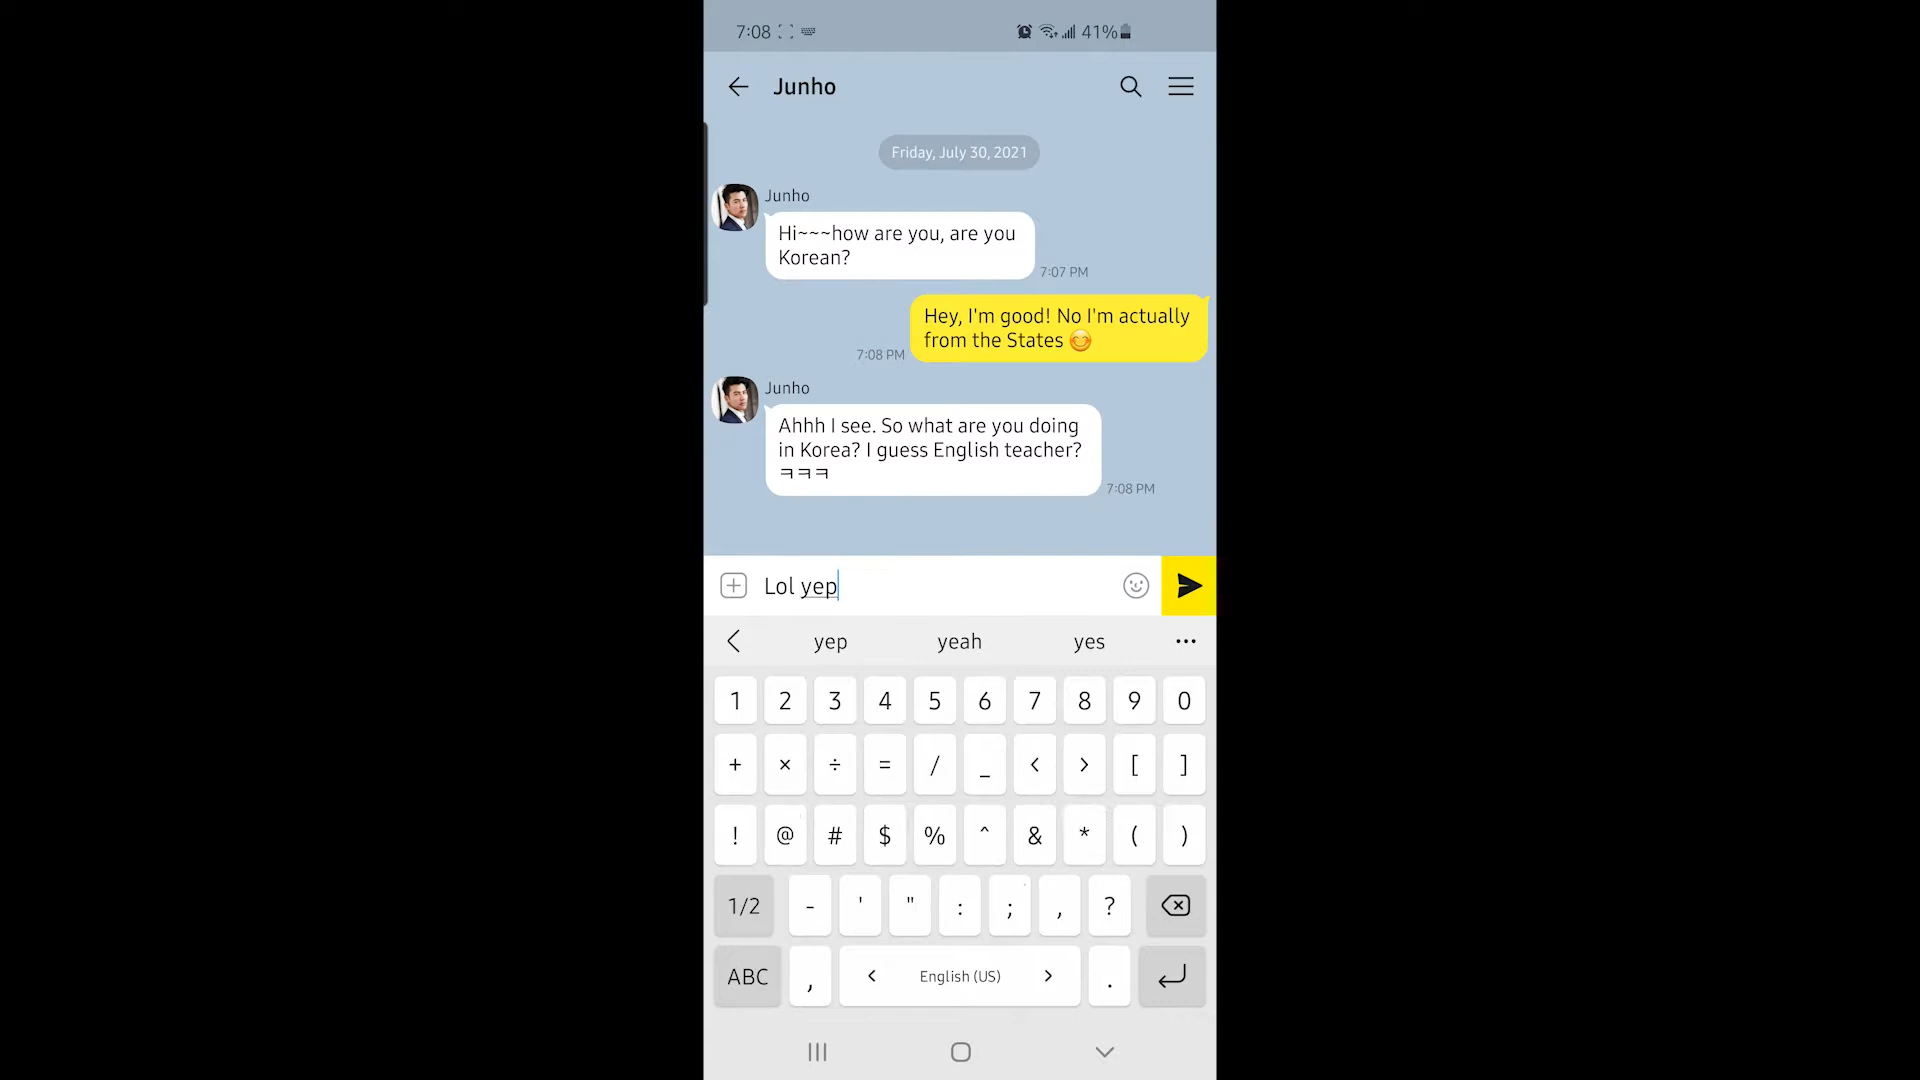 7:08 41%
Junho
Friday, July 30, 2021
Junho
Hi~~~how are you, are you
Korean?
7:07 PM
Hey, I'm good! No I'm actually
from the States 😊
7:08 PM
Junho
Ahhh I see. So what are you doing
in Korea? I guess English teacher?
ㅋㅋㅋ
7:08 PM
Lol yep
yep yeah yes
1 2 3 4 5 6 7 8 9 0
+ × ÷ = / _ < > [ ]
! @ # $ % ^ & * ( )
1/2 - ' " : ; , ?
ABC , < English (US) > .